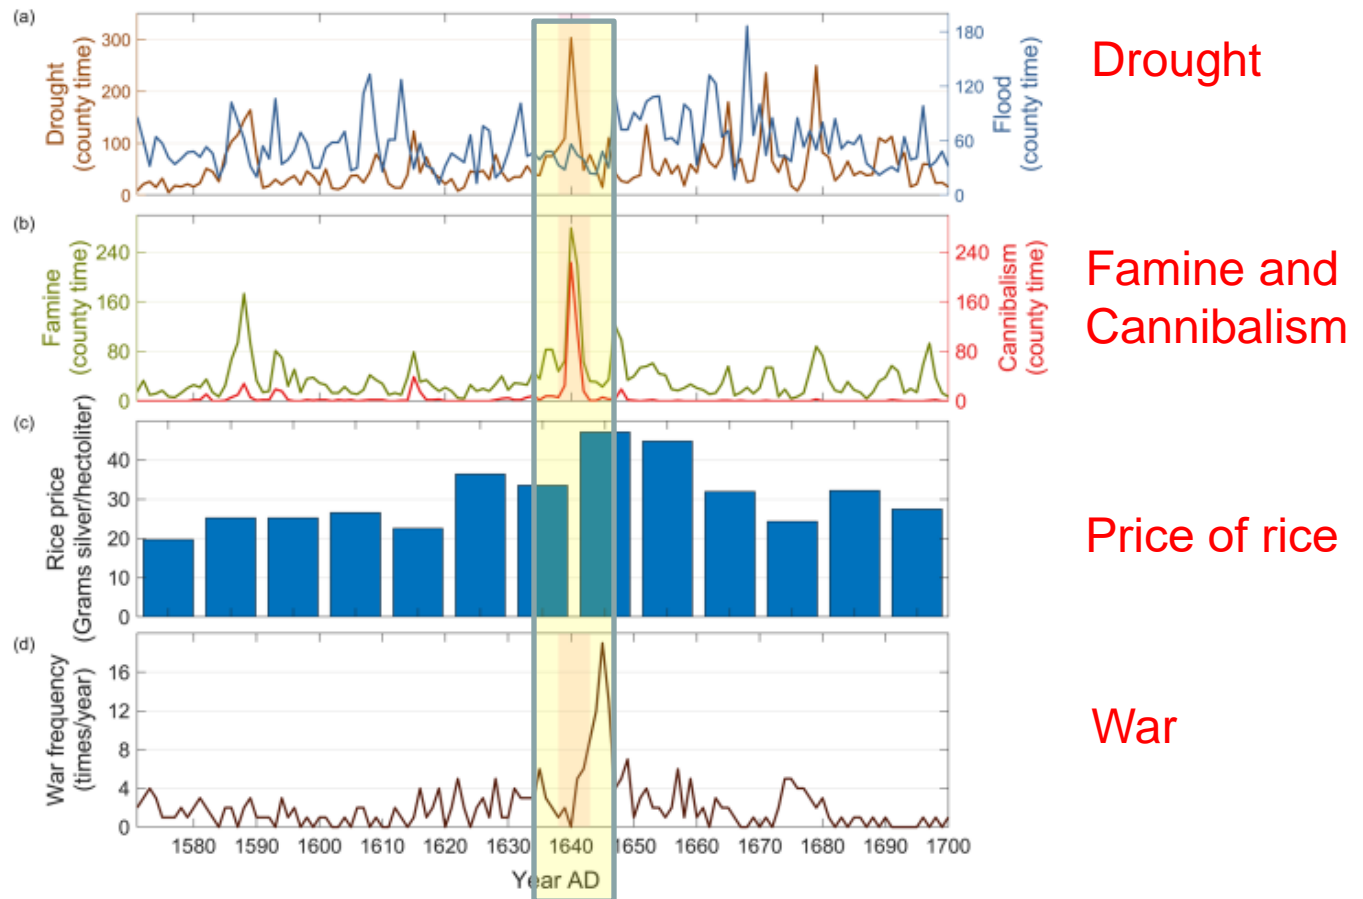 (a)
Drought
(county time)
300
200
100
0
180
120
60
0
Flood
(county time)
Drought
(b)
Famine
(county time)
240
160
80
0
240
160
80
0
Cannibalism
(county time)
Famine and
Cannibalism
(c)
Rice price
(Grams silver/hectoliter)
40
30
20
10
0
Price of rice
(d)
War frequency
(times/year)
16
12
8
4
0
War
1580 1590 1600 1610 1620 1630 1640 1650 1660 1670 1680 1690 1700
Year AD